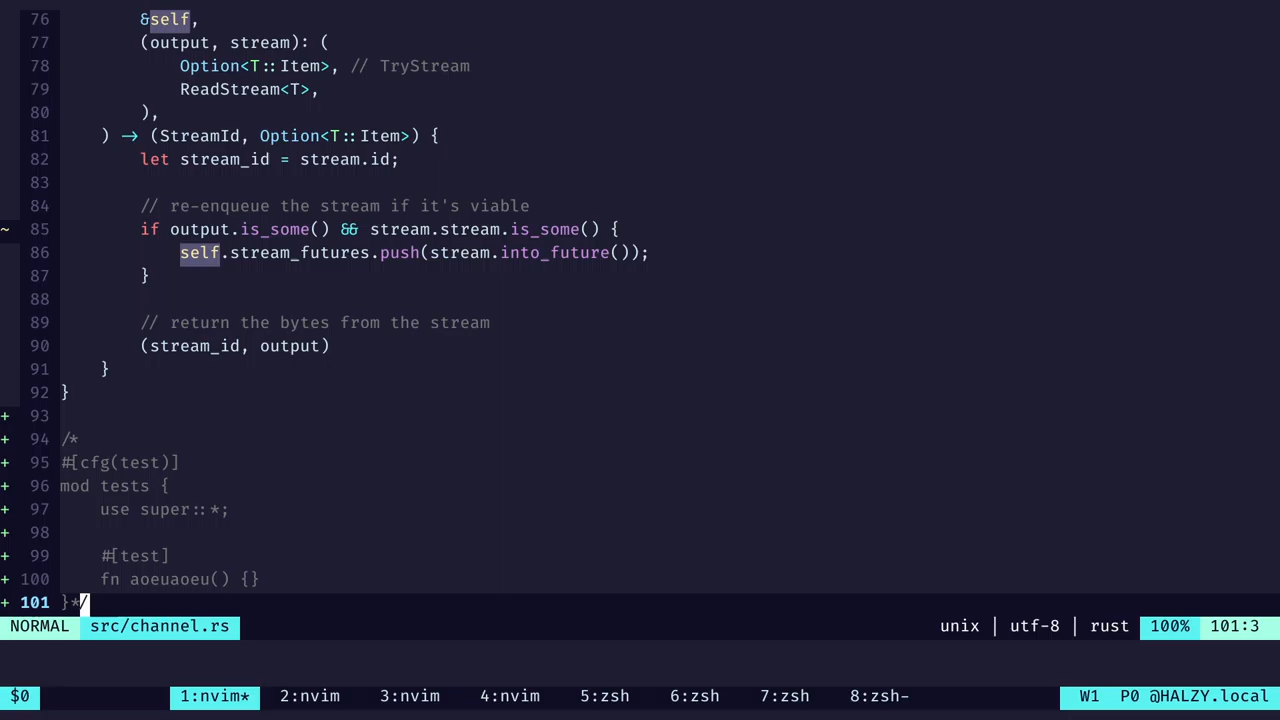 76 &self,
77 (output, stream): (
78 Option<T::Item>, // TryStream
79 ReadStream<T>,
80 ),
81 ) -> (StreamId, Option<T::Item>) {
82 let stream_id = stream.id;
83
84 // re-enqueue the stream if it's viable
~ 85 if output.is_some() && stream.stream.is_some() {
86 self.stream_futures.push(stream.into_future());
87 }
88
89 // return the bytes from the stream
90 (stream_id, output)
91 }
92 }
+ 93
+ 94 /*
+ 95 #[cfg(test)]
+ 96 mod tests {
+ 97 use super::*;
+ 98
+ 99 #[test]
+ 100 fn aoeuaoeu() {}
+ 101 }*/
NORMAL src/channel.rs unix | utf-8 | rust 100% 101:3
$0 1:nvim* 2:nvim 3:nvim 4:nvim 5:zsh 6:zsh 7:zsh 8:zsh- W1 P0 @HALZY.local